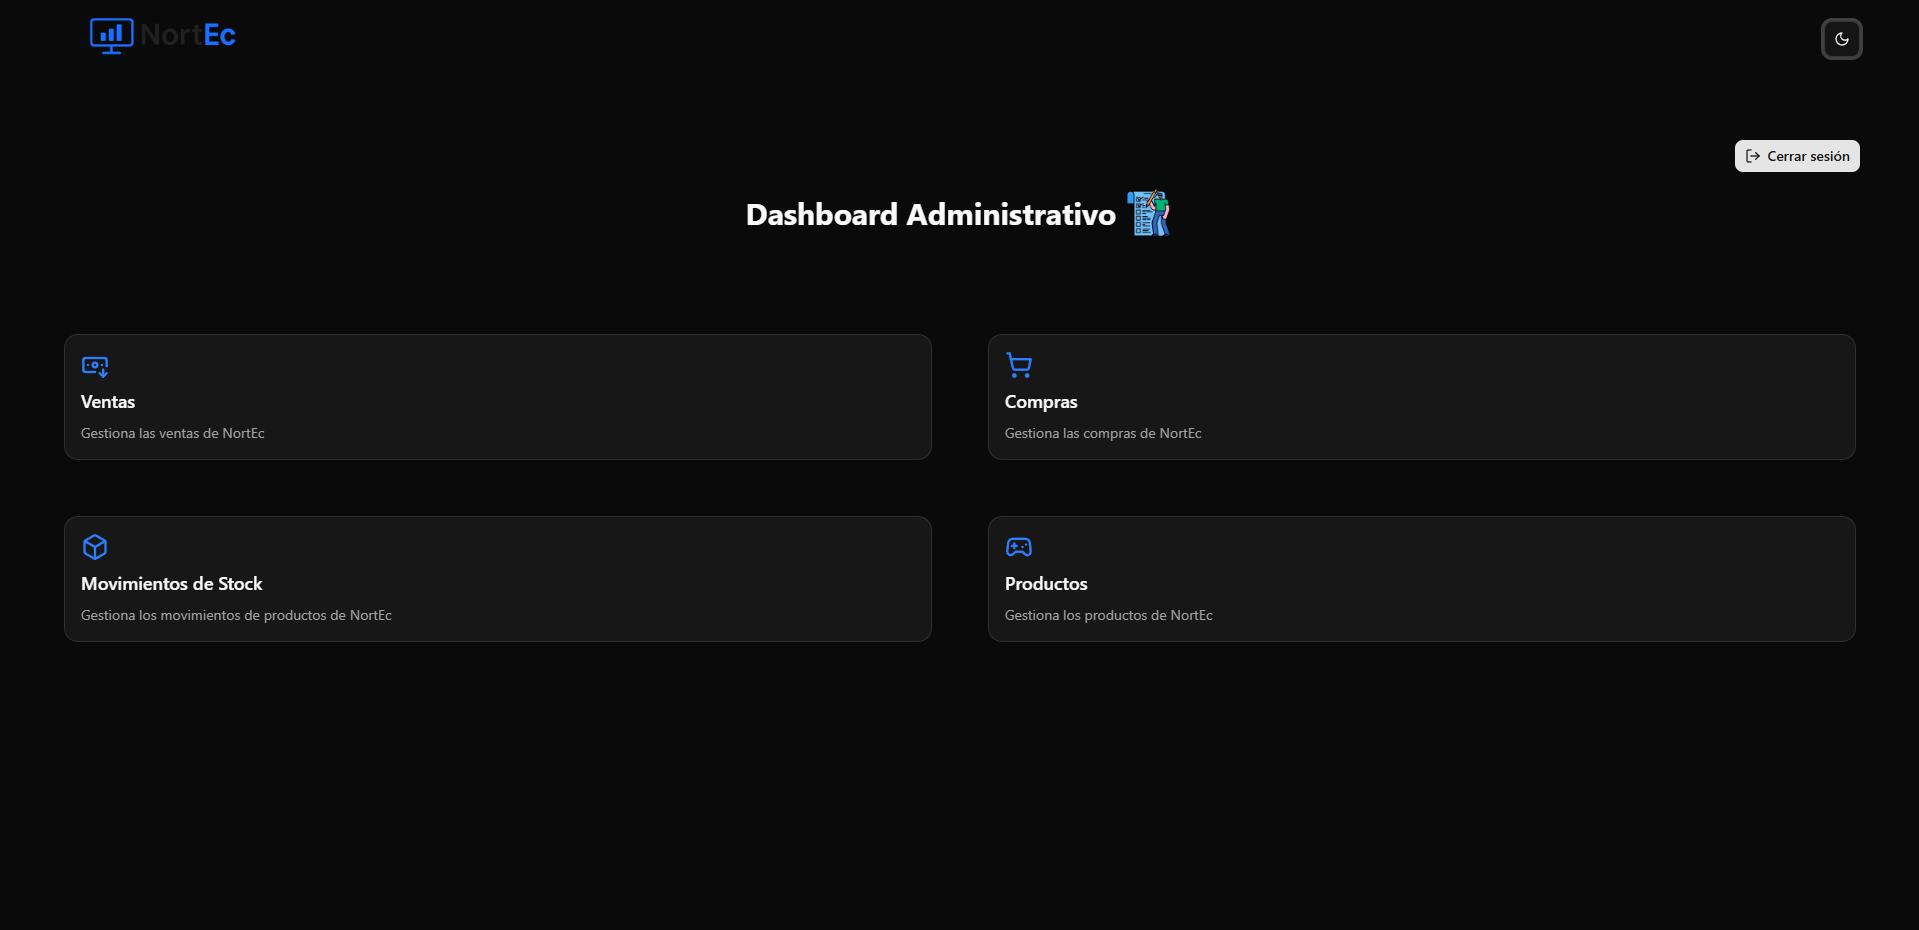 NortEc
Cerrar sesión
Dashboard Administrativo
Ventas
Gestiona las ventas de NortEc
Compras
Gestiona las compras de NortEc
Movimientos de Stock
Gestiona los movimientos de productos de NortEc
Productos
Gestiona los productos de NortEc